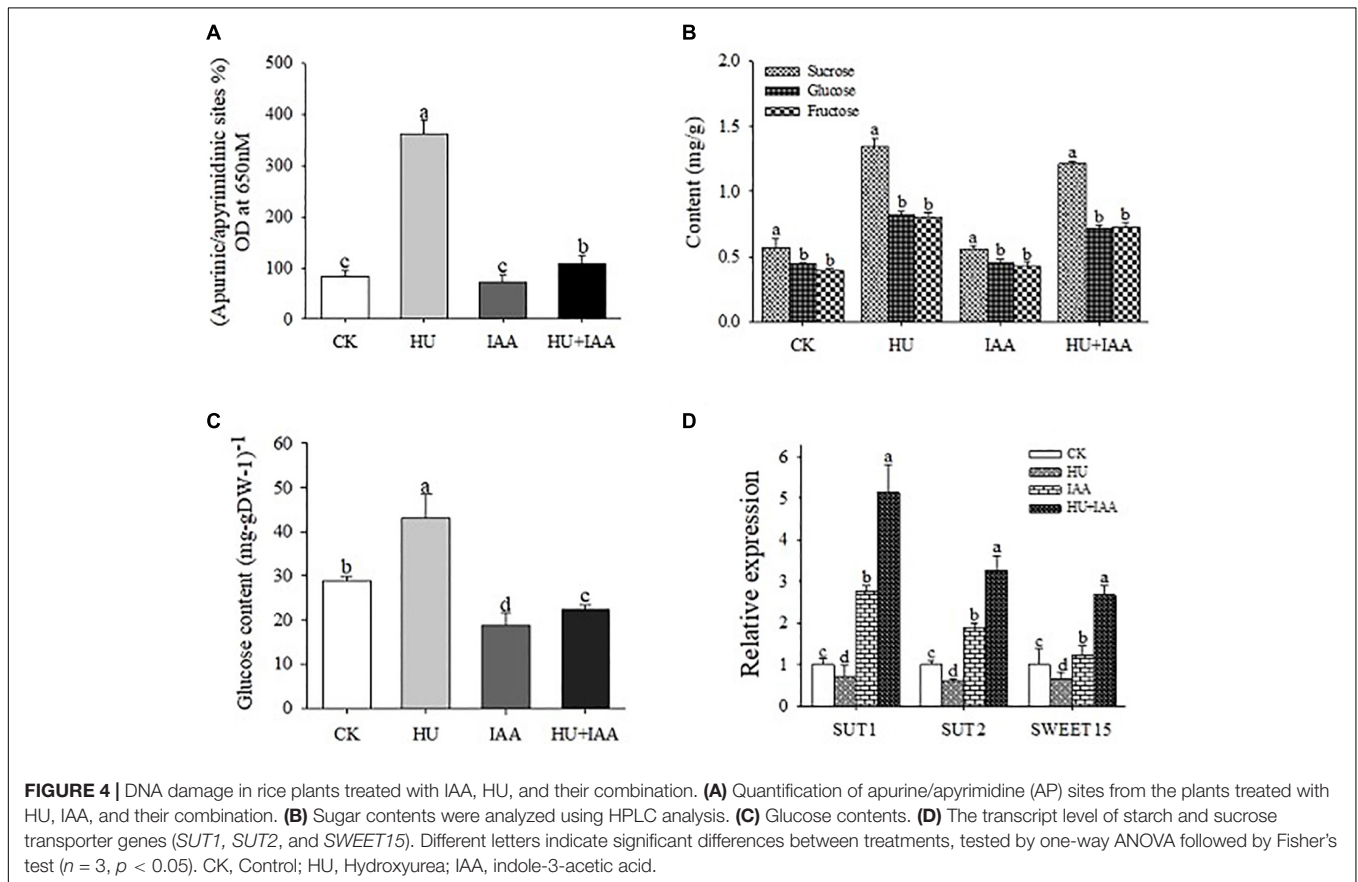 A
(Apurinic/apyrimidinic sites %)
OD at 650nM
500
400
300
200
100
0
c
a
c
b
CK HU IAA HU+IAA
B
Content (mg/g)
2.0
1.5
1.0
0.5
0.0
Sucrose
Glucose
Fructose
a b b
a b b
a b b
a b b
CK HU IAA HU+IAA
C
Glucose content (mg-gDW-1)⁻¹
60
50
40
30
20
10
0
b
a
d
c
CK HU IAA HU+IAA
D
Relative expression
6
5
4
3
2
1
0
CK
HU
IAA
HU+IAA
c d b a
c d b a
c d b a
SUT1 SUT2 SWEET15
FIGURE 4 | DNA damage in rice plants treated with IAA, HU, and their combination. (A) Quantification of apurine/apyrimidine (AP) sites from the plants treated with
HU, IAA, and their combination. (B) Sugar contents were analyzed using HPLC analysis. (C) Glucose contents. (D) The transcript level of starch and sucrose
transporter genes (SUT1, SUT2, and SWEET15). Different letters indicate significant differences between treatments, tested by one-way ANOVA followed by Fisher's
test (n = 3, p < 0.05). CK, Control; HU, Hydroxyurea; IAA, indole-3-acetic acid.